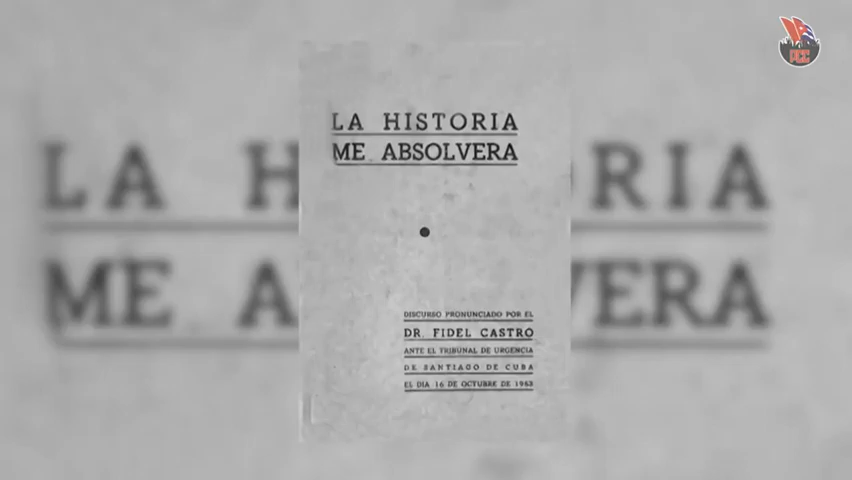 PCC
LA HISTORIA
ME ABSOLVERA
DISCURSO PRONUNCIADO POR EL
DR. FIDEL CASTRO
ANTE EL TRIBUNAL DE URGENCIA
DE SANTIAGO DE CUBA
EL DIA 16 DE OCTUBRE DE 1953